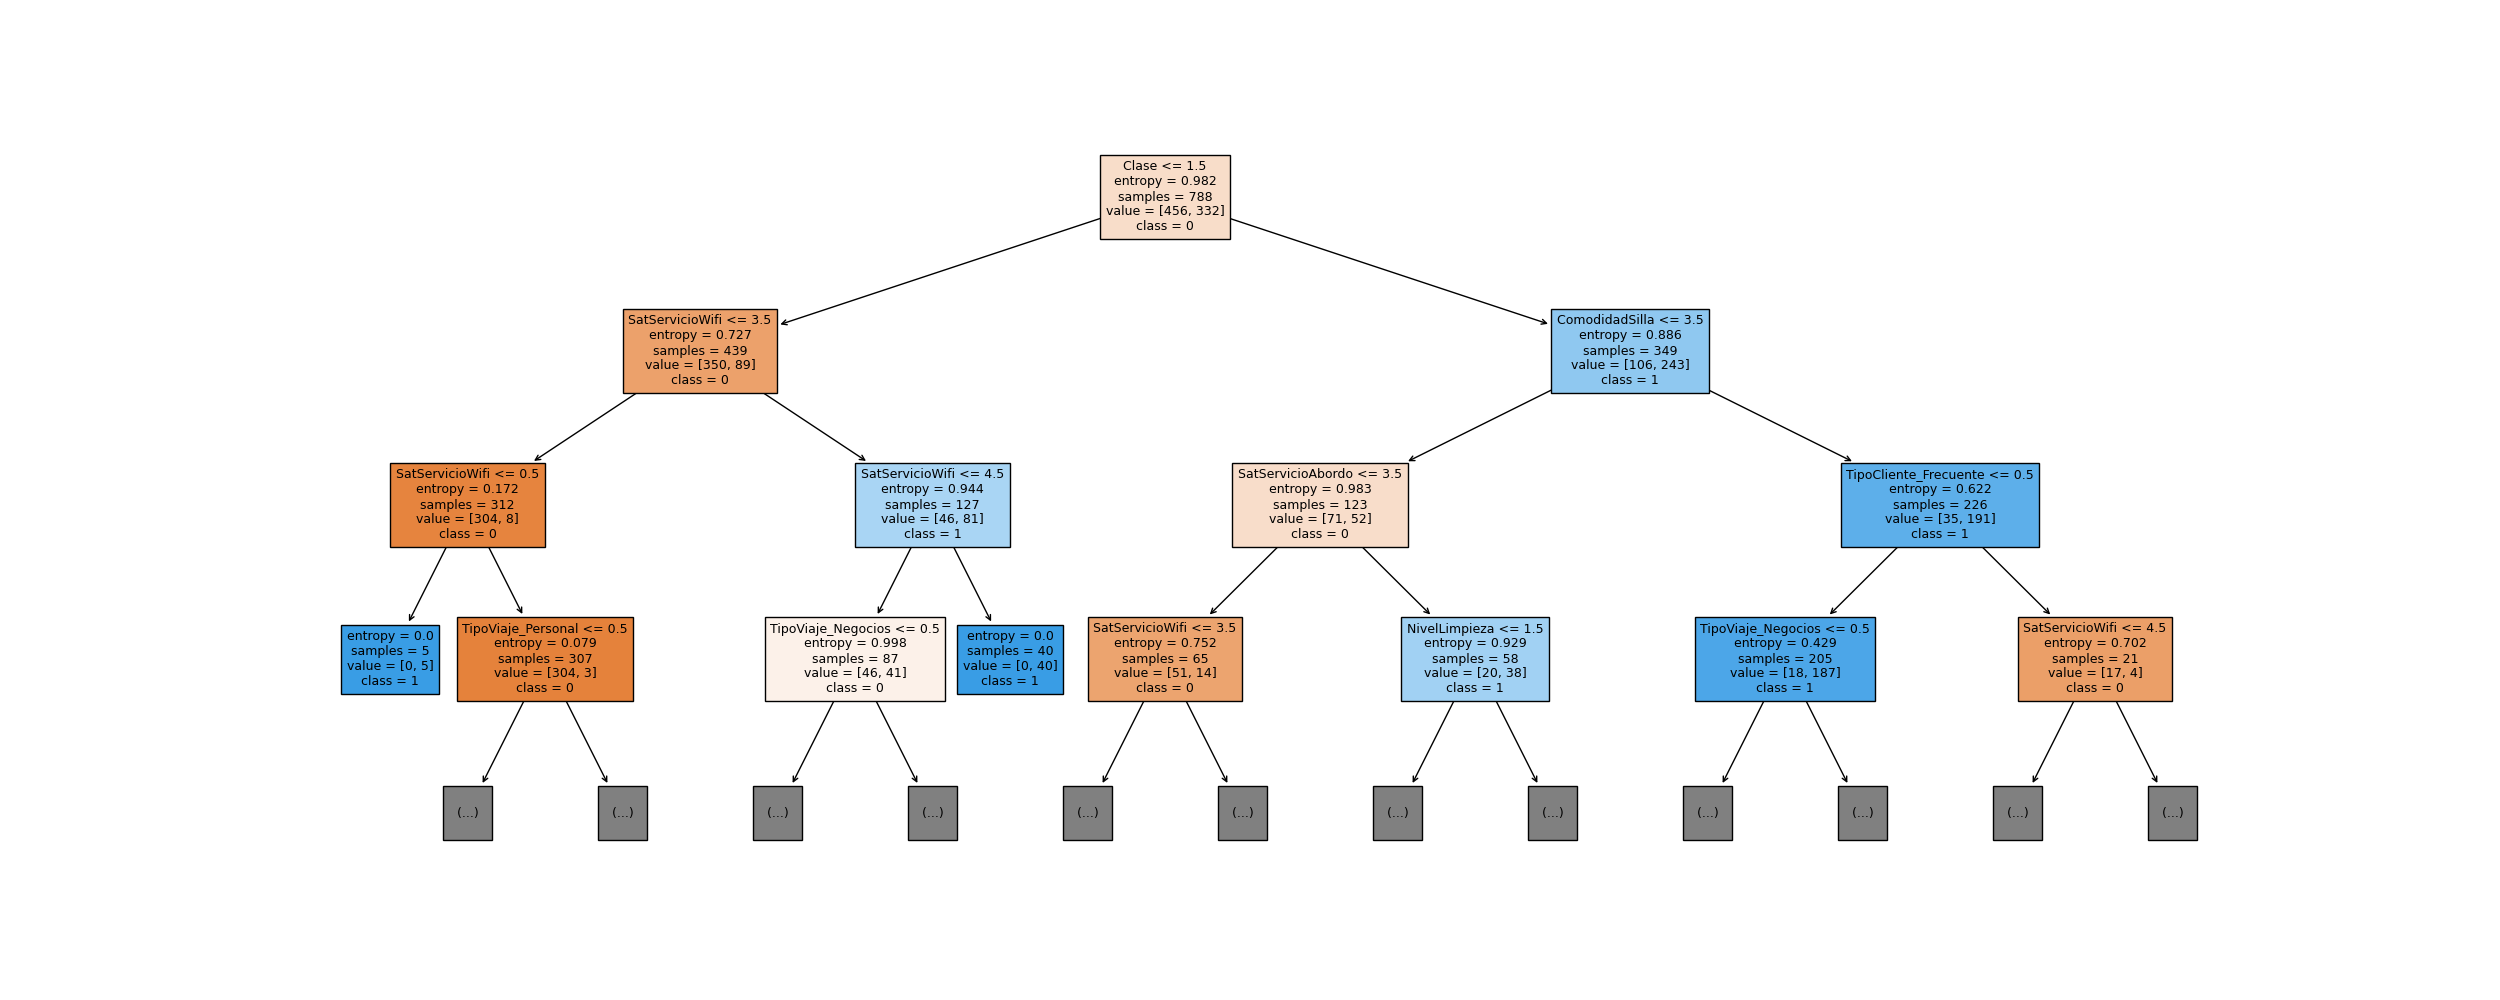 Clase <= 1.5
entropy = 0.982
samples = 788
value = [456, 332]
class = 0
SatServicioWifi <= 3.5
entropy = 0.727
samples = 439
value = [350, 89]
class = 0
ComodidadSilla <= 3.5
entropy = 0.886
samples = 349
value = [106, 243]
class = 1
SatServicioWifi <= 0.5
entropy = 0.172
samples = 312
value = [304, 8]
class = 0
SatServicioWifi <= 4.5
entropy = 0.944
samples = 127
value = [46, 81]
class = 1
SatServicioAbordo <= 3.5
entropy = 0.983
samples = 123
value = [71, 52]
class = 0
TipoCliente_Frecuente <= 0.5
entropy = 0.622
samples = 226
value = [35, 191]
class = 1
entropy = 0.0
samples = 5
value = [0, 5]
class = 1
TipoViaje_Personal <= 0.5
entropy = 0.079
samples = 307
value = [304, 3]
class = 0
TipoViaje_Negocios <= 0.5
entropy = 0.998
samples = 87
value = [46, 41]
class = 0
entropy = 0.0
samples = 40
value = [0, 40]
class = 1
SatServicioWifi <= 3.5
entropy = 0.752
samples = 65
value = [51, 14]
class = 0
NivelLimpieza <= 1.5
entropy = 0.929
samples = 58
value = [20, 38]
class = 1
TipoViaje_Negocios <= 0.5
entropy = 0.429
samples = 205
value = [18, 187]
class = 1
SatServicioWifi <= 4.5
entropy = 0.702
samples = 21
value = [17, 4]
class = 0
(...)
(...)
(...)
(...)
(...)
(...)
(...)
(...)
(...)
(...)
(...)
(...)